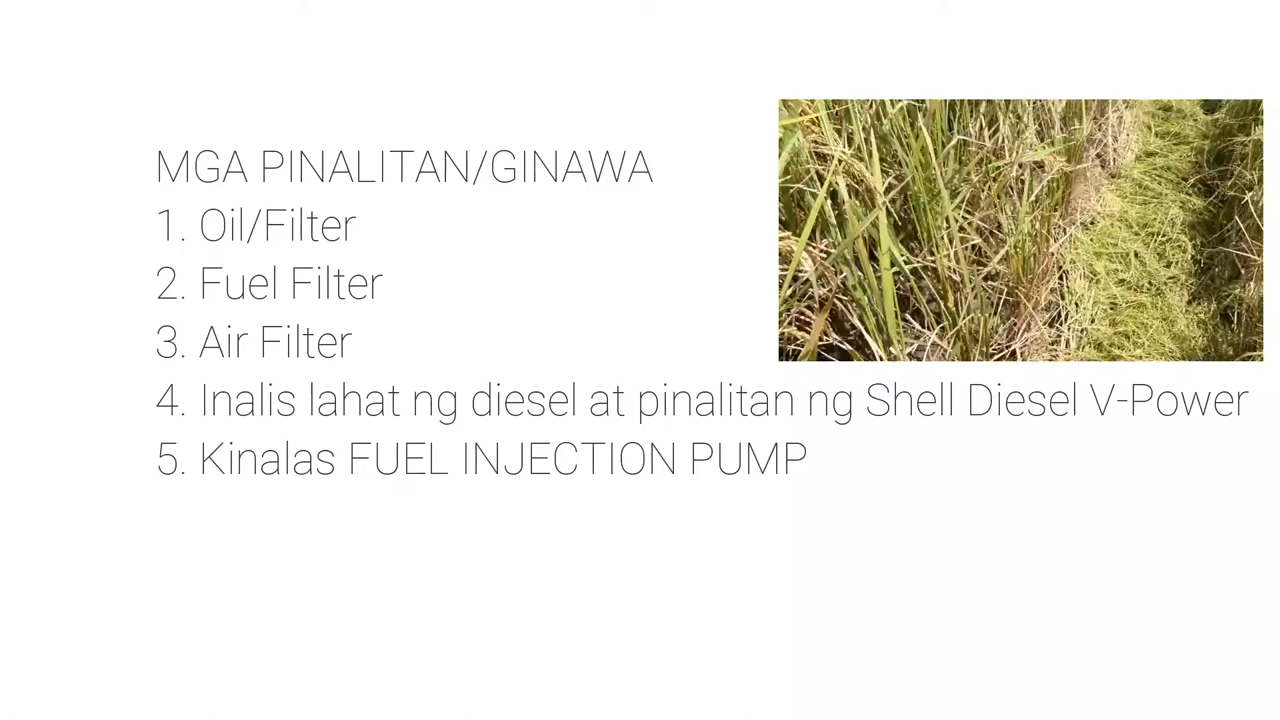 MGA PINALITAN/GINAWA
1. Oil/Filter
2. Fuel Filter
3. Air Filter
4. Inalis lahat ng diesel at pinalitan ng Shell Diesel V-Power
5. Kinalas FUEL INJECTION PUMP